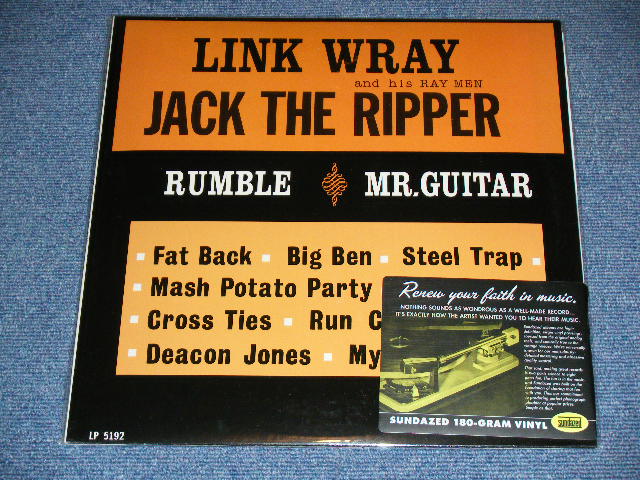 LINK WRAY
and his RAY MEN
JACK THE RIPPER
RUMBLE MR.GUITAR
Fat Back Big Ben Steel Trap
Mash Potato Party
Cross Ties Run C
Deacon Jones My
Renew your faith in music.
NOTHING SOUNDS AS WONDROUS AS A WELL-MADE RECORD...
IT'S EXACTLY HOW THE ARTIST WANTED YOU TO HEAR THEIR MUSIC.
SUNDAZED 180-GRAM VINYL
sundazed
LP 5192